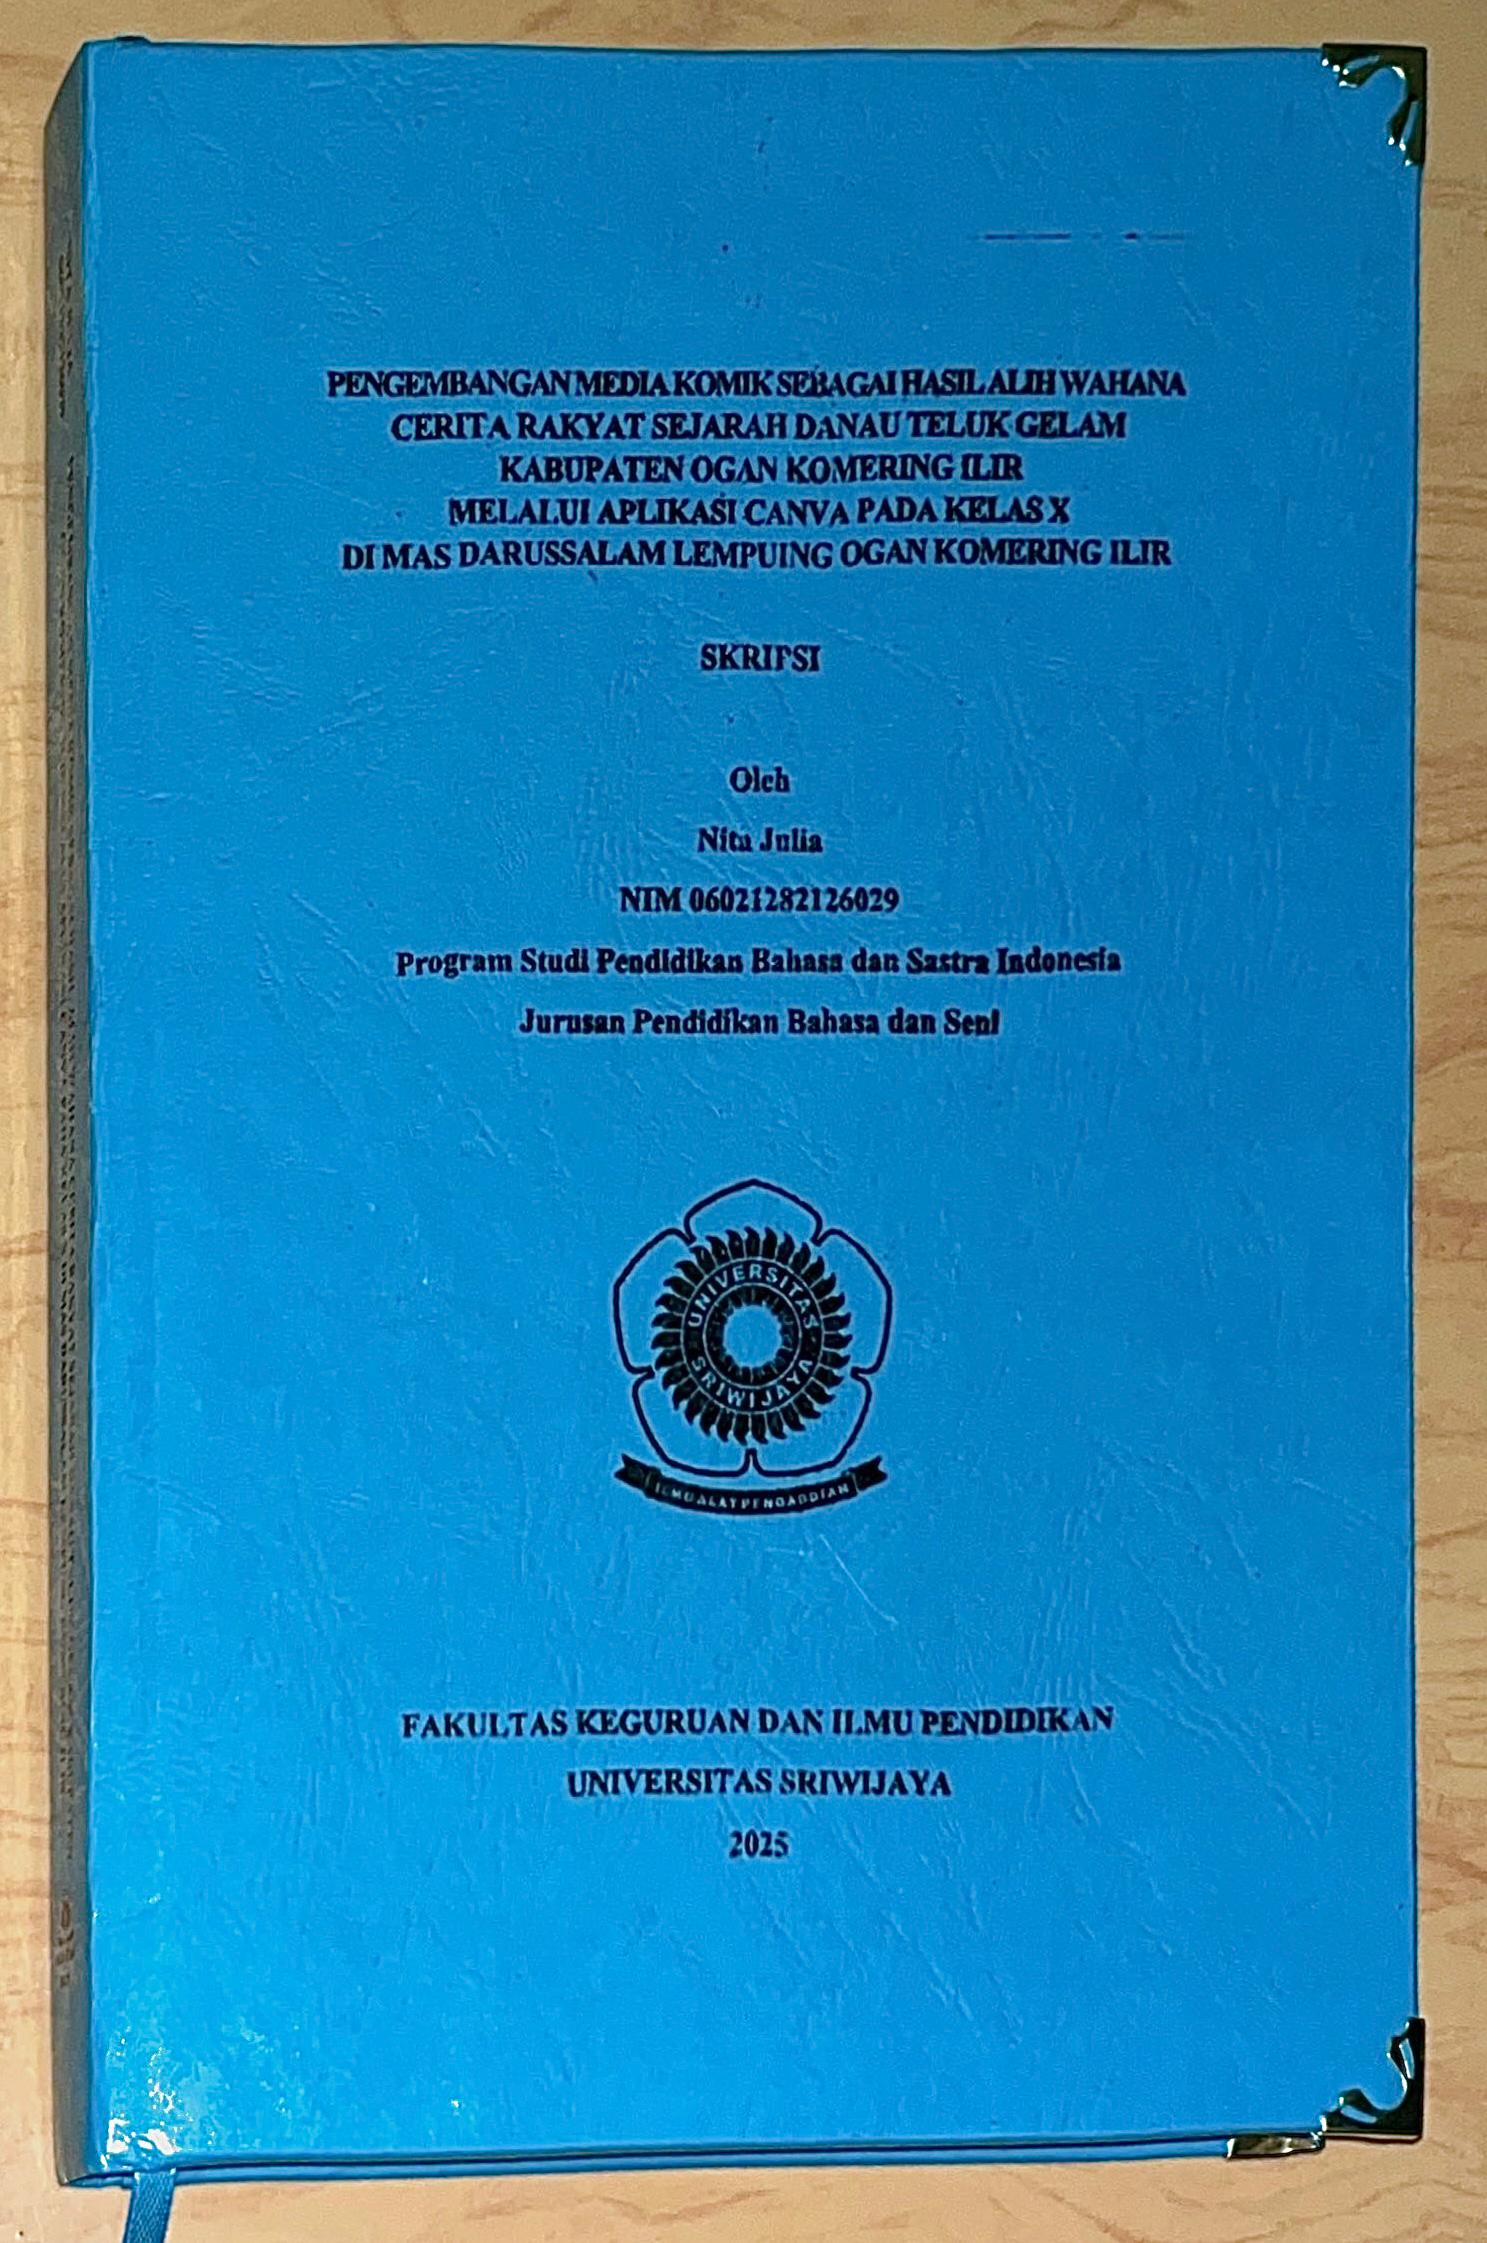 PENGEMBANGAN MEDIA KOMIK SEBAGAI HASIL ALIH WAHANA
CERITA RAKYAT SEJARAH DANAU TELUK GELAM
KABUPATEN OGAN KOMERING ILIR
MELALUI APLIKASI CANVA PADA KELAS X
DI MAS DARUSSALAM LEMPUING OGAN KOMERING ILIR
SKRIPSI
Oleh
Nita Julia
NIM 06021282126029
Program Studi Pendidikan Bahasa dan Sastra Indonesia
Jurusan Pendidikan Bahasa dan Seni
UNIVERSITAS
SRIWIJAYA
ILMU ALAT PENGABDIAN
FAKULTAS KEGURUAN DAN ILMU PENDIDIKAN
UNIVERSITAS SRIWIJAYA
2025